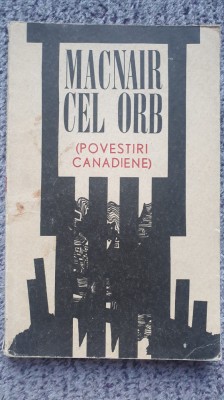 MACNAIR
CEL ORB
(POVESTIRI
CANADIENE)